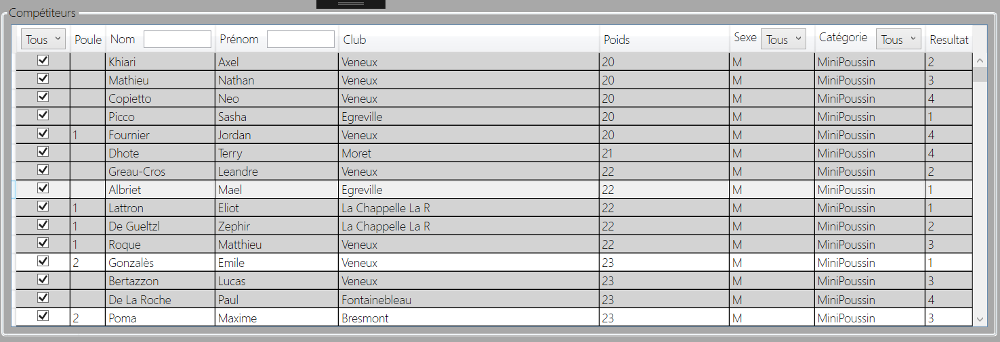 Compétiteurs
Tous Poule Nom Prénom Club Poids Sexe Tous Catégorie Tous Resultat
Khiari Axel Veneux 20 M MiniPoussin 2
Mathieu Nathan Veneux 20 M MiniPoussin 3
Copietto Neo Veneux 20 M MiniPoussin 4
Picco Sasha Egreville 20 M MiniPoussin 1
1 Fournier Jordan Veneux 20 M MiniPoussin 4
Dhote Terry Moret 21 M MiniPoussin 4
Greau-Cros Leandre Veneux 22 M MiniPoussin 2
Albriet Mael Egreville 22 M MiniPoussin 1
1 Lattron Eliot La Chappelle La R 22 M MiniPoussin 1
1 De Gueltzl Zephir La Chappelle La R 22 M MiniPoussin 2
1 Roque Matthieu Veneux 22 M MiniPoussin 3
2 Gonzalès Emile Veneux 23 M MiniPoussin 1
Bertazzon Lucas Veneux 23 M MiniPoussin 3
De La Roche Paul Fontainebleau 23 M MiniPoussin 4
2 Poma Maxime Bresmont 23 M MiniPoussin 3